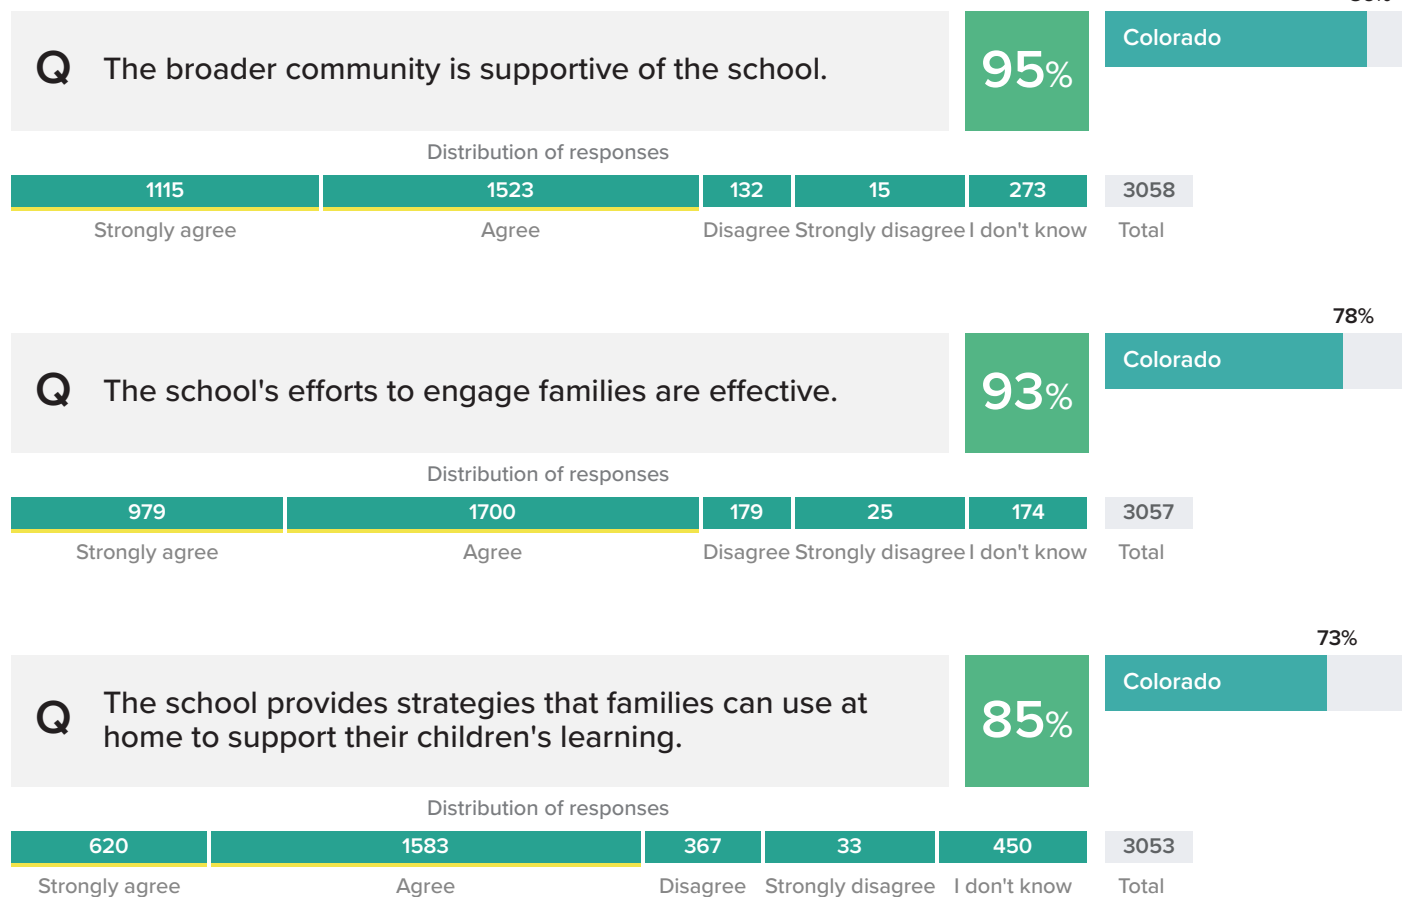 Q The broader community is supportive of the school. 95% Colorado
Distribution of responses
1115 1523 132 15 273 3058
Strongly agree Agree Disagree Strongly disagree I don't know Total
78%
Q The school's efforts to engage families are effective. 93% Colorado
Distribution of responses
979 1700 179 25 174 3057
Strongly agree Agree Disagree Strongly disagree I don't know Total
73%
Q The school provides strategies that families can use at
home to support their children's learning. 85% Colorado
Distribution of responses
620 1583 367 33 450 3053
Strongly agree Agree Disagree Strongly disagree I don't know Total